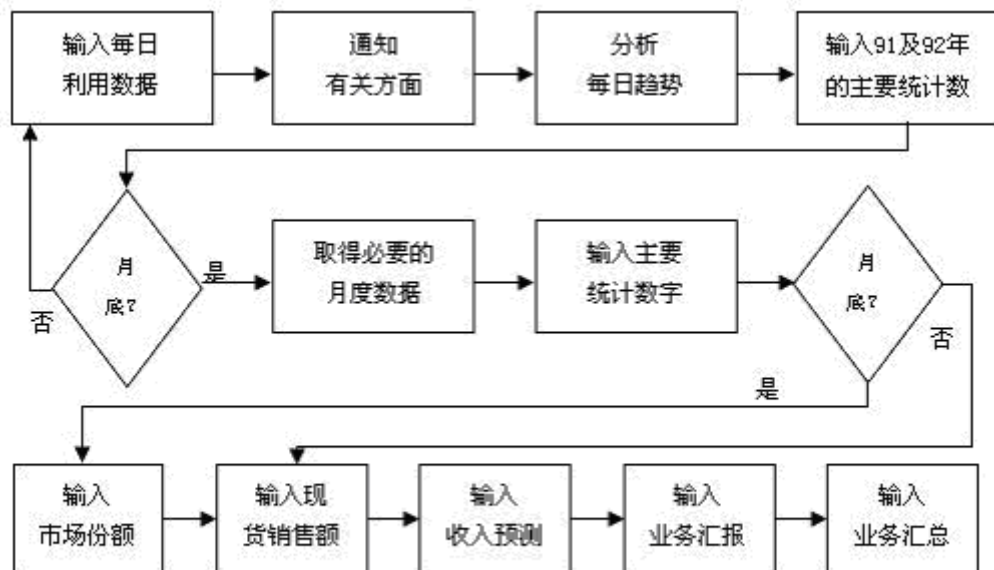 输入每日
利用数据
通知
有关方面
分析
每日趋势
输入91及92年
的主要统计数
月
底?
是
否
取得必要的
月度数据
输入主要
统计数字
月
底?
否
是
输入
市场份额
输入现
货销售额
输入
收入预测
输入
业务汇报
输入
业务汇总